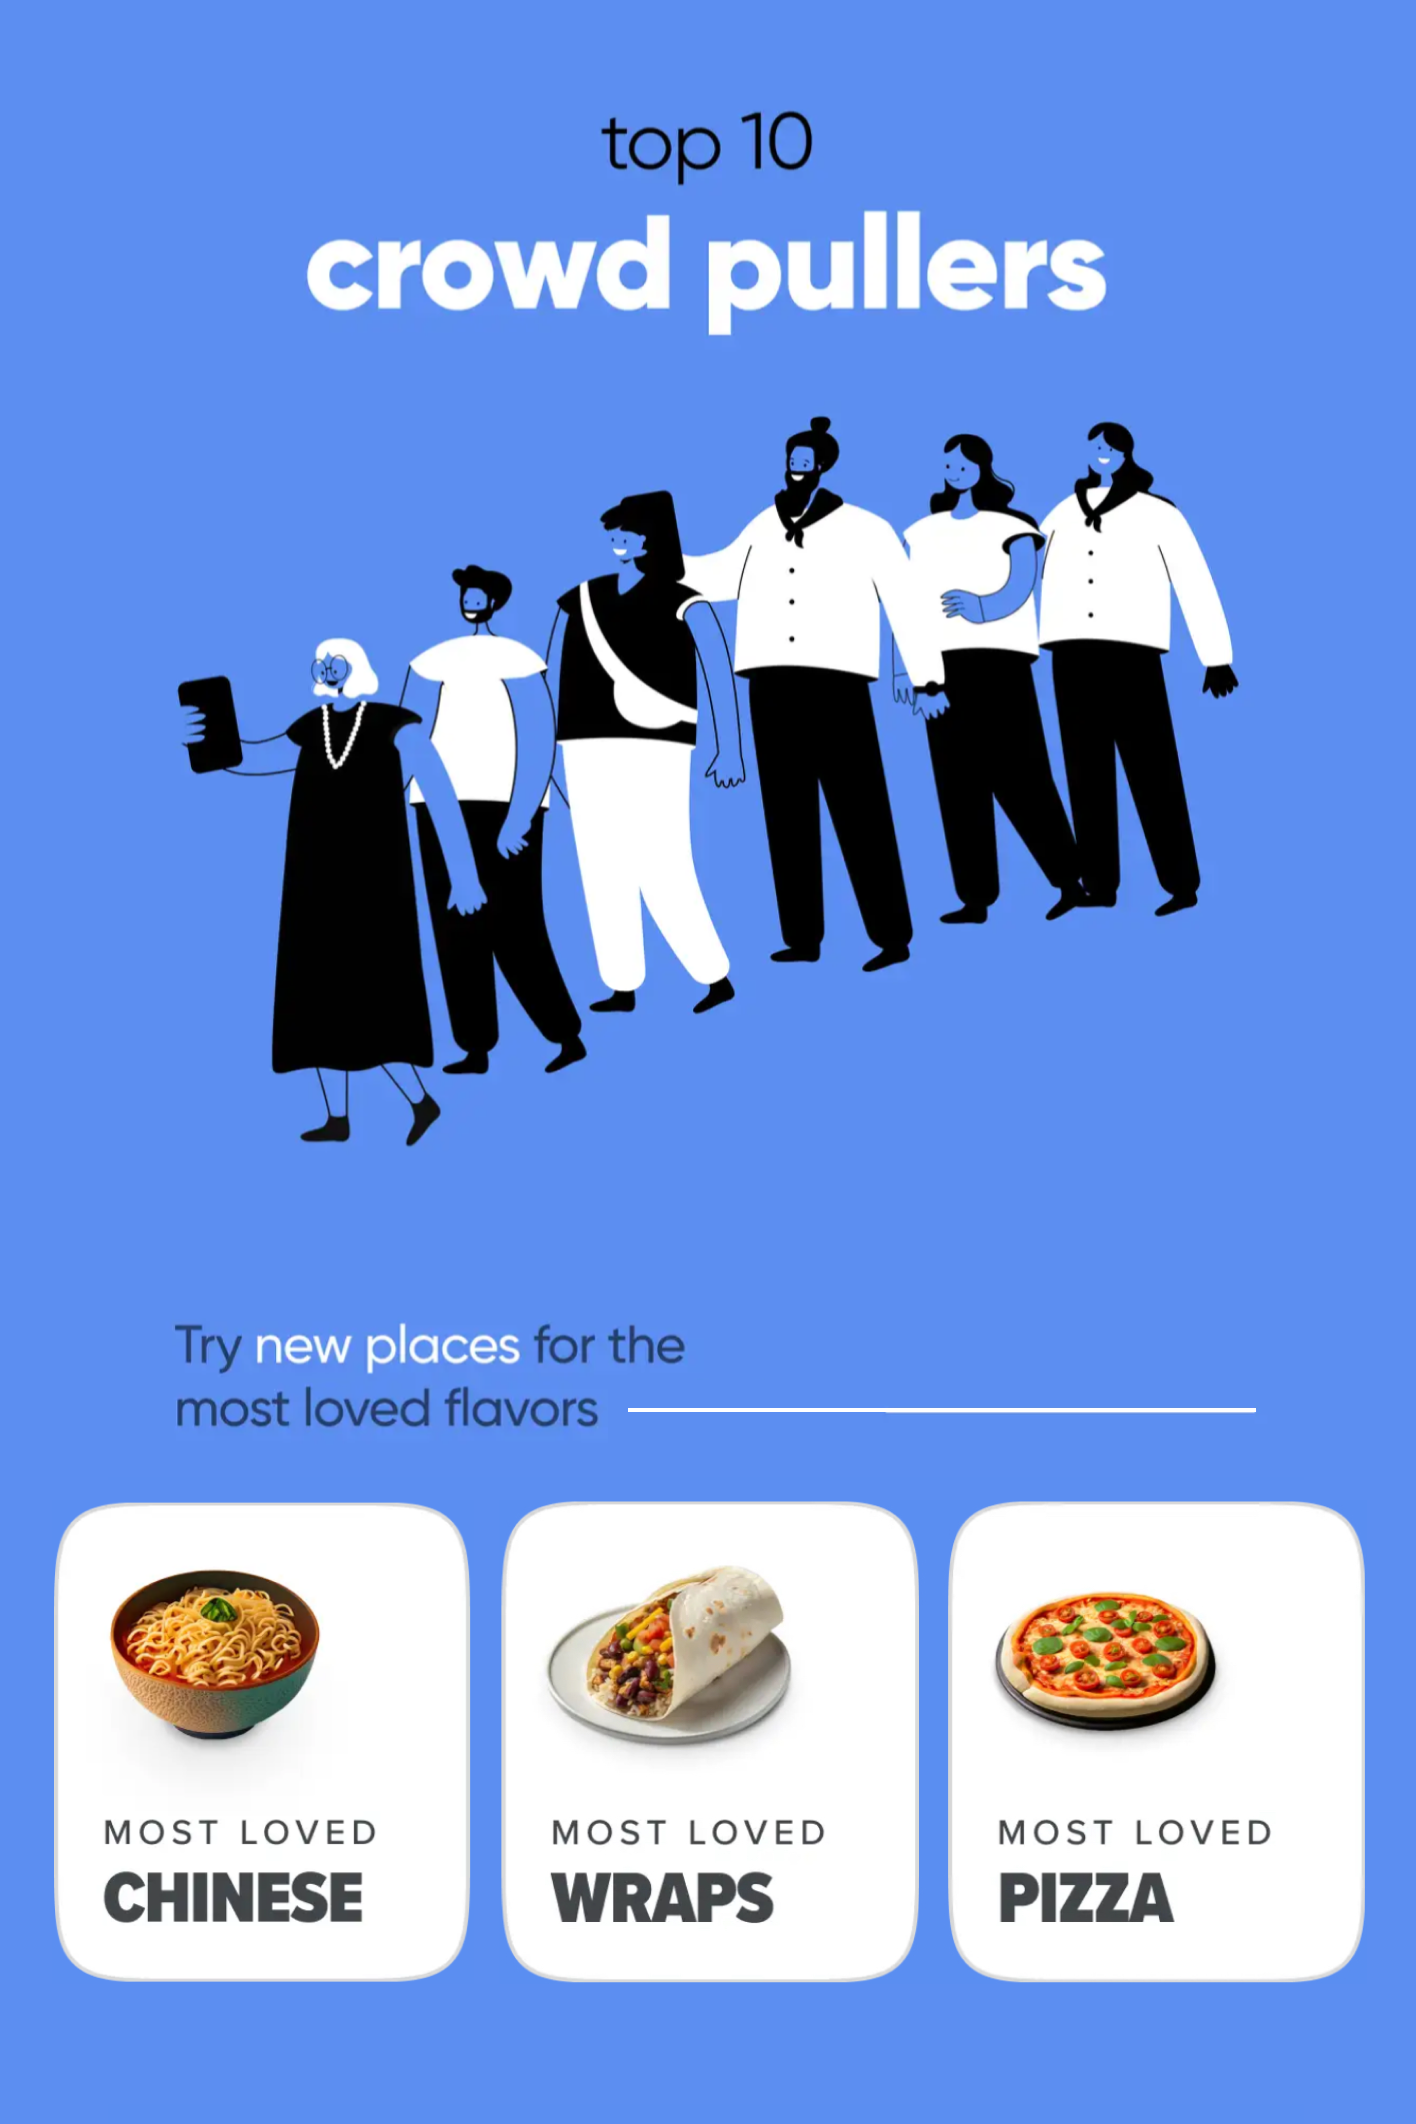 top 10
crowd pullers
Try new places for the
most loved flavors
MOST LOVED
CHINESE
MOST LOVED
WRAPS
MOST LOVED
PIZZA